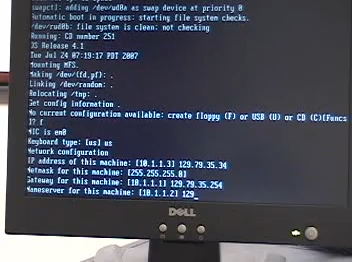 swapctl: adding /dev/wd0a as swap device at priority 0
Automatic boot in progress: starting file system checks.
/dev/rud0b: file system is clean: not checking
Running: CD number 251
OS Release 4.1
Tue Jul 24 07:19:17 PDT 2007
Mounting MFS.
Making /dev/{fd,pf}: .
Linking /dev/random: .
Relocating /tmp: .
Get config information .
No current configuration available: create floppy (F) or USB (U) or CD (C)[Funcs
]? f
NIC is em0
Keyboard type: [us] us
Network configuration
IP address of this machine: [10.1.1.3] 129.79.35.34
Netmask for this machine: [255.255.255.0]
Gateway for this machine: [10.1.1.1] 129.79.35.254
Nameserver for this machine: [10.1.1.2] 129_
DELL